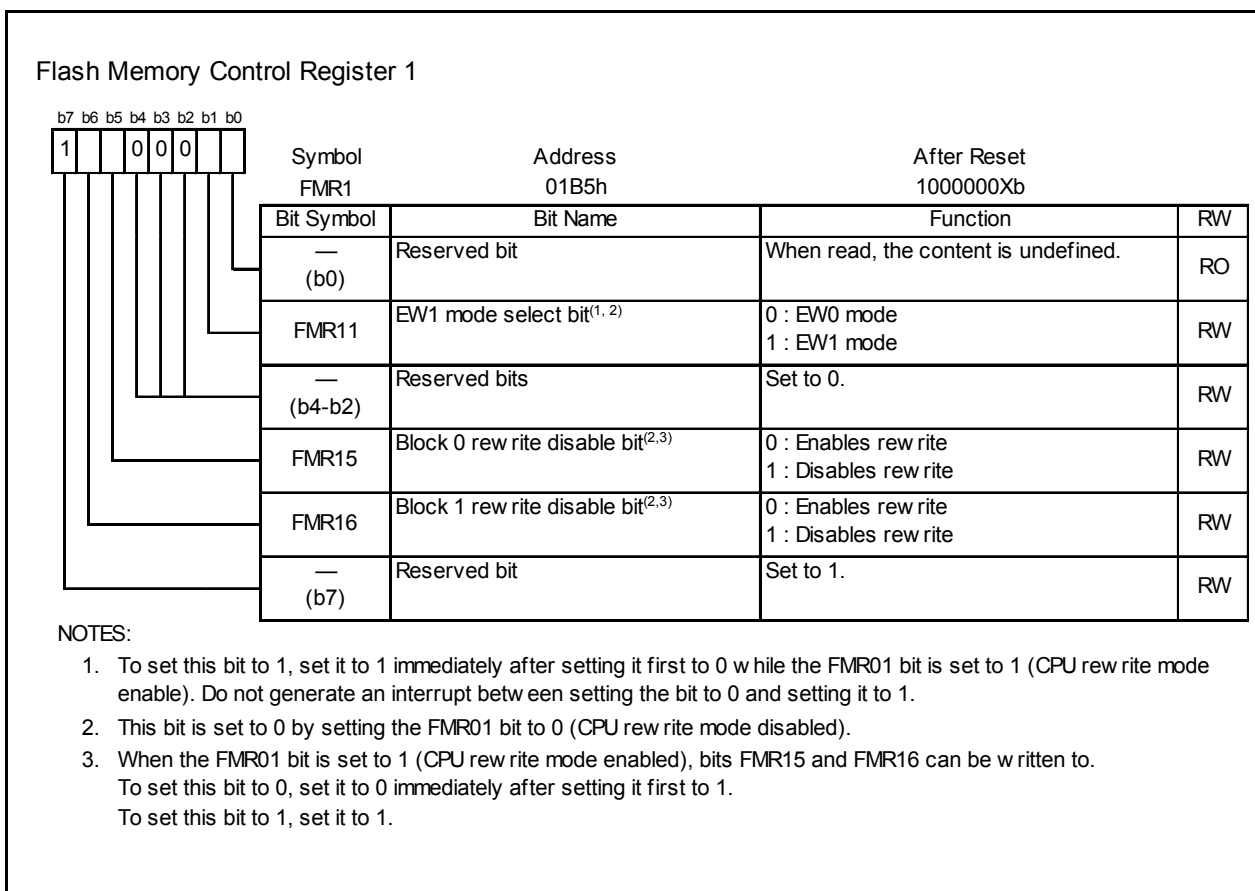 Flash Memory Control Register 1
b7 b6 b5 b4 b3 b2 b1 b0
1 0 0 0
Symbol Address After Reset
FMR1 01B5h 1000000Xb
Bit Symbol Bit Name Function RW
— Reserved bit When read, the content is undefined.
(b0) RO
FMR11 EW1 mode select bit(1, 2) 0 : EW0 mode RW
1 : EW1 mode
— Reserved bits Set to 0.
(b4-b2) RW
FMR15 Block 0 rewrite disable bit(2,3) 0 : Enables rewrite RW
1 : Disables rewrite
FMR16 Block 1 rewrite disable bit(2,3) 0 : Enables rewrite RW
1 : Disables rewrite
— Reserved bit Set to 1.
(b7) RW
NOTES:
1. To set this bit to 1, set it to 1 immediately after setting it first to 0 while the FMR01 bit is set to 1 (CPU rewrite mode
enable). Do not generate an interrupt between setting the bit to 0 and setting it to 1.
2. This bit is set to 0 by setting the FMR01 bit to 0 (CPU rewrite mode disabled).
3. When the FMR01 bit is set to 1 (CPU rewrite mode enabled), bits FMR15 and FMR16 can be written to.
To set this bit to 0, set it to 0 immediately after setting it first to 1.
To set this bit to 1, set it to 1.